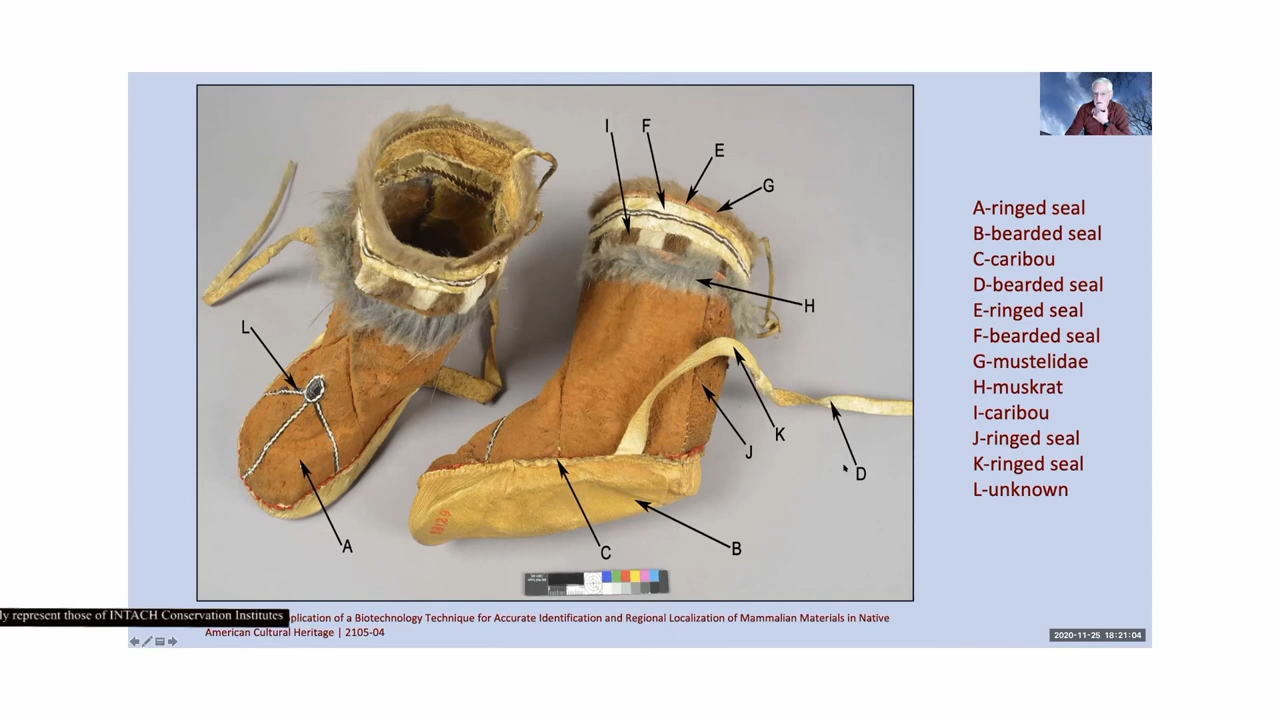 I
F
E
G
H
L
K
J
D
A
C
B
A-ringed seal
B-bearded seal
C-caribou
D-bearded seal
E-ringed seal
F-bearded seal
G-mustelidae
H-muskrat
I-caribou
J-ringed seal
K-ringed seal
L-unknown
ly represent those of INTACH Conservation Institutes
plication of a Biotechnology Technique for Accurate Identification and Regional Localization of Mammalian Materials in Native
American Cultural Heritage | 2105-04
2020-11-25 18:21:04